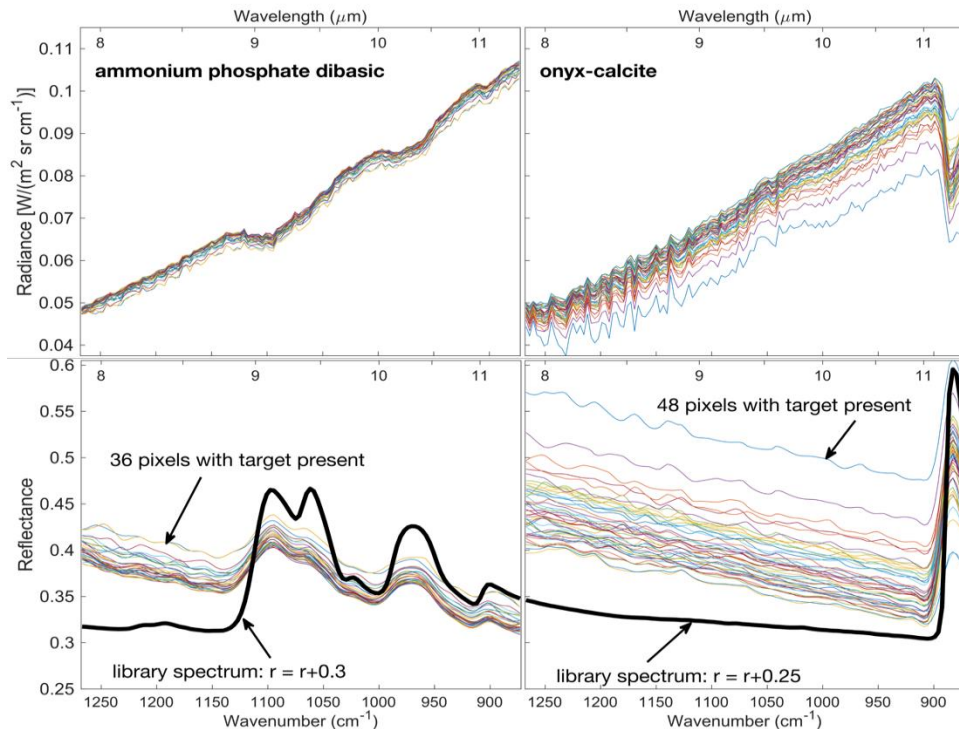 Wavelength (μm)
Wavelength (μm)
8 9 10 11
8 9 10 11
ammonium phosphate dibasic
onyx-calcite
Radiance [W/(m² sr cm⁻¹)]
0.11
0.1
0.09
0.08
0.07
0.06
0.05
0.04
8 9 10 11
8 9 10 11
36 pixels with target present
48 pixels with target present
Reflectance
0.6
0.55
0.5
0.45
0.4
0.35
0.3
0.25
library spectrum: r = r+0.3
library spectrum: r = r+0.25
1250 1200 1150 1100 1050 1000 950 900
1200 1150 1100 1050 1000 950 900
Wavenumber (cm⁻¹)
Wavenumber (cm⁻¹)